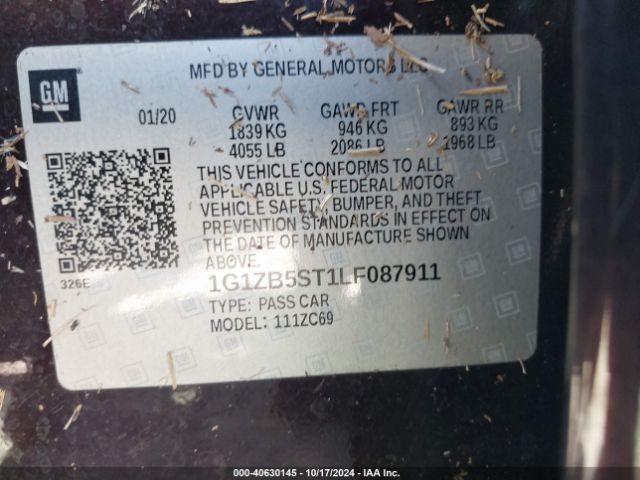 GM
MFD BY GENERAL MOTORS LLC
01/20 GVWR GAWR FRT GAWR RR
1839 KG 946 KG 893 KG
4055 LB 2086 LB 1968 LB
THIS VEHICLE CONFORMS TO ALL
APPLICABLE U.S. FEDERAL MOTOR
VEHICLE SAFETY, BUMPER, AND THEFT
PREVENTION STANDARDS IN EFFECT ON
THE DATE OF MANUFACTURE SHOWN
ABOVE.
326E
1G1ZB5ST1LF087911
TYPE: PASS CAR
MODEL: 111ZC69
000-40630145 - 10/17/2024 - IAA Inc.